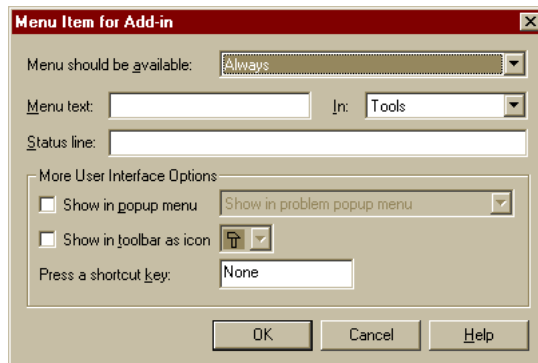 Menu Item for Add-in
Menu should be available: Always
Menu text: In: Tools
Status line:
More User Interface Options
Show in popup menu Show in problem popup menu
Show in toolbar as icon
Press a shortcut key: None
OK Cancel Help